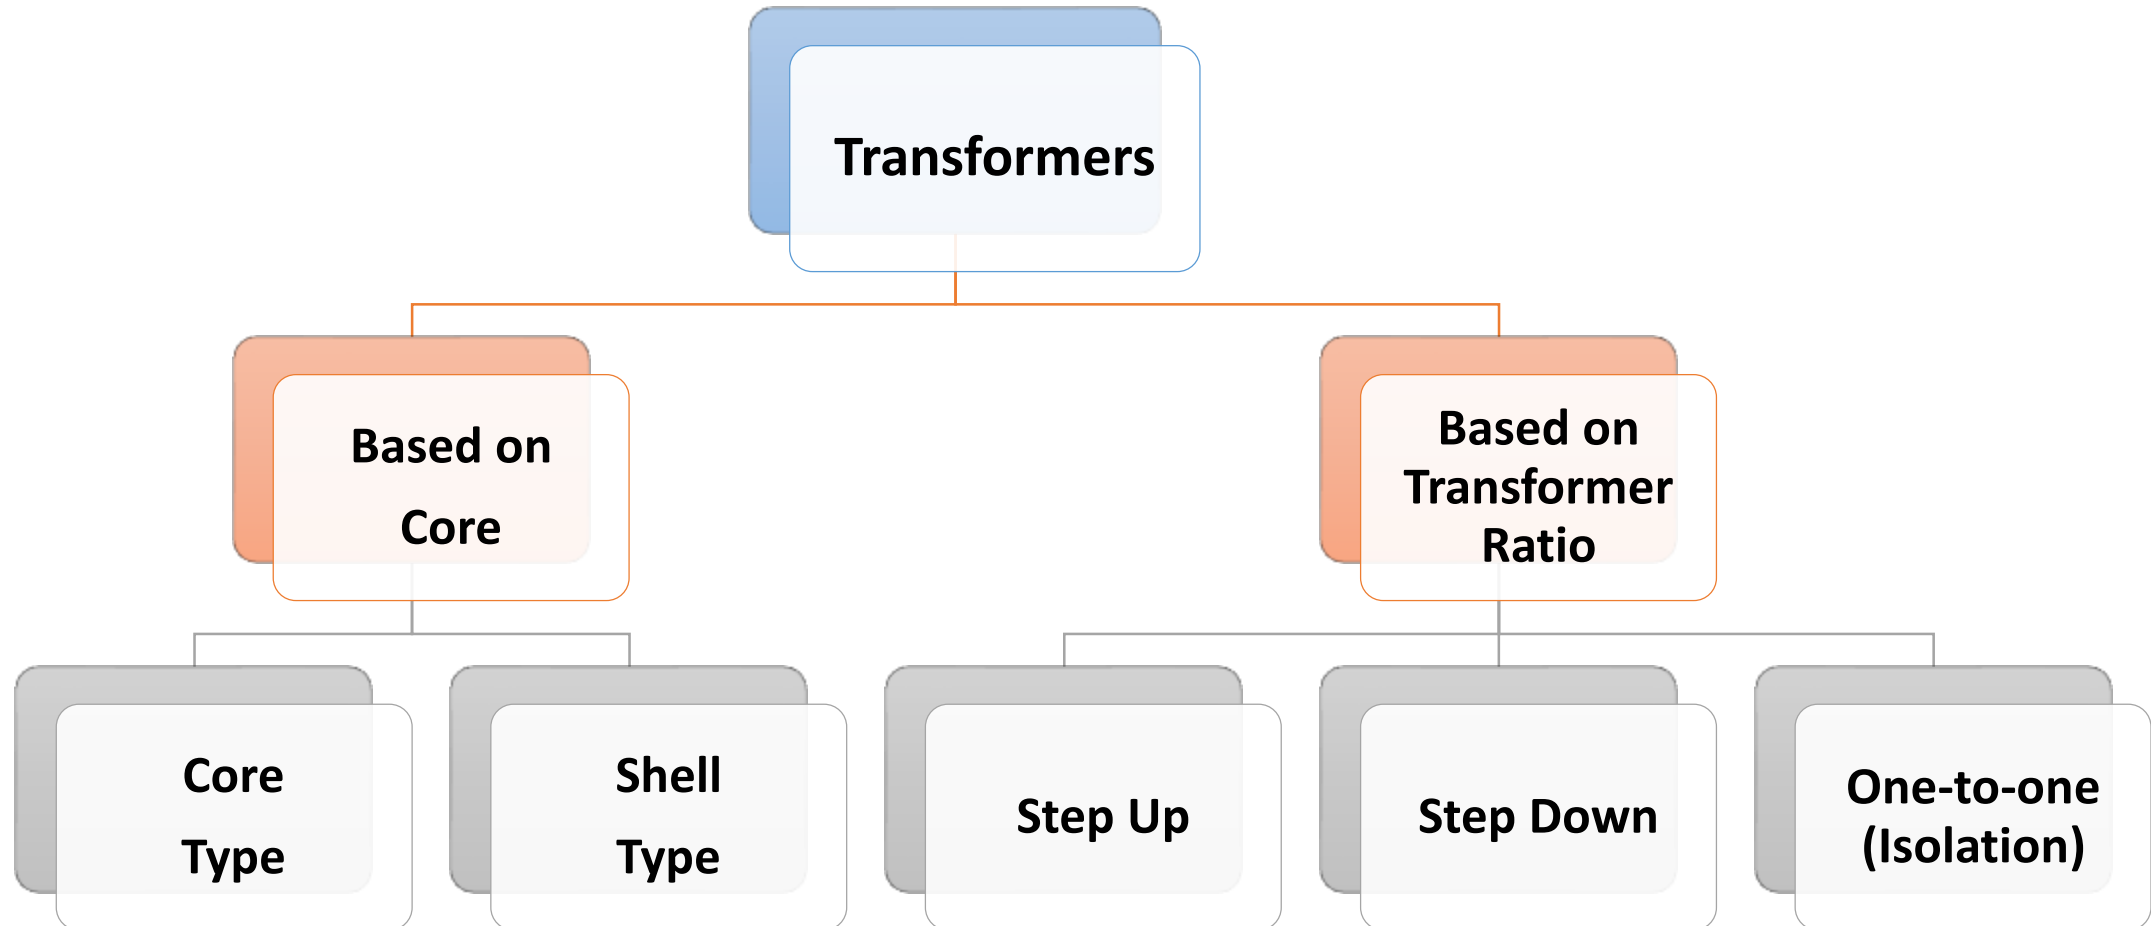 Transformers
Based on
Core
Based on
Transformer
Ratio
Core
Type
Shell
Type
Step Up
Step Down
One-to-one
(Isolation)